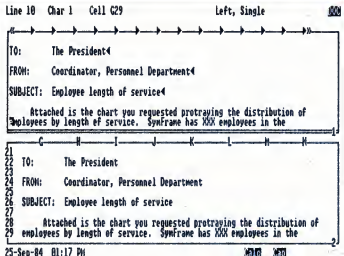 Line 10 Char 1 Cell G29 Left, Single
TO: The President
FROM: Coordinator, Personnel Department
SUBJECT: Employee length of service
Attached is the chart you requested protraying the distribution of
employees by length of service. SymFrame has XXX employees in the
1
G H I J K L M N
21
22 TO: The President
23
24 FROM: Coordinator, Personnel Department
25
26 SUBJECT: Employee length of service
27
28 Attached is the chart you requested protraying the distribution of
29 employees by length of service. SymFrame has XXX employees in the
2
25-Sep-84 01:17 PM